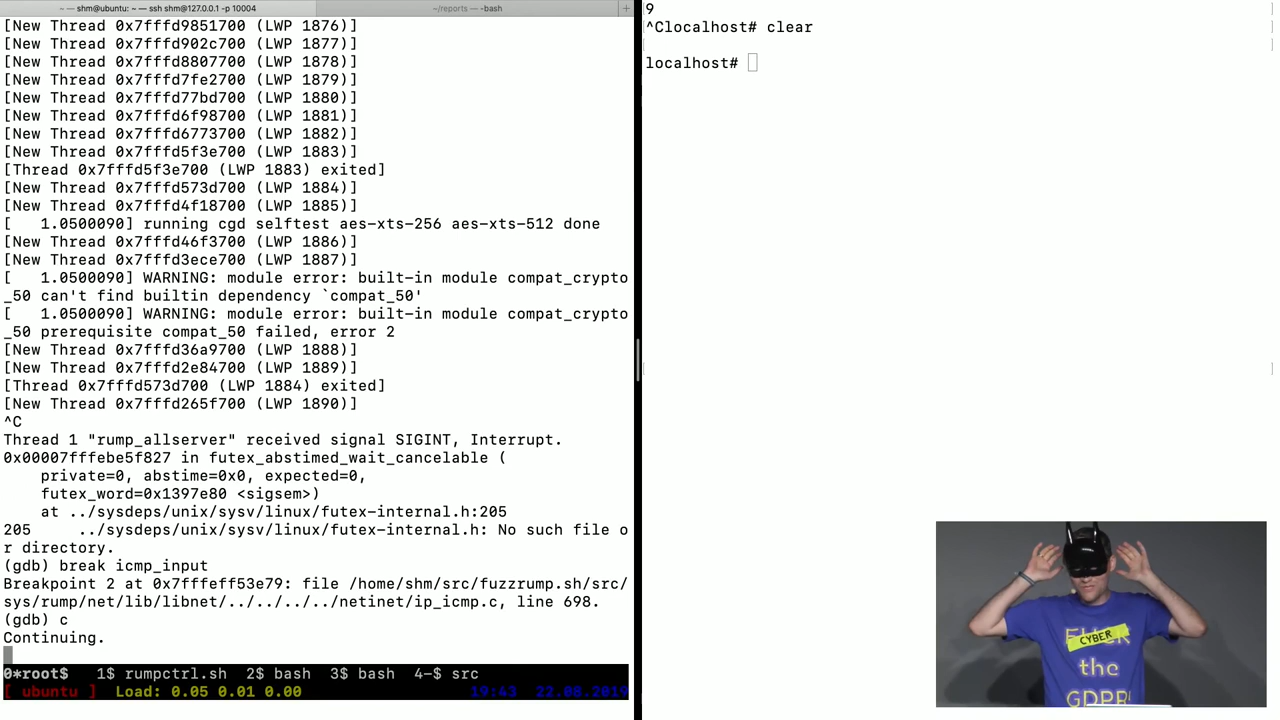 ~ — shm@ubuntu: ~ — ssh shm@127.0.0.1 -p 10004
~/reports — -bash
+
[New Thread 0x7fffd9851700 (LWP 1876)]
[New Thread 0x7fffd902c700 (LWP 1877)]
[New Thread 0x7fffd8807700 (LWP 1878)]
[New Thread 0x7fffd7fe2700 (LWP 1879)]
[New Thread 0x7fffd77bd700 (LWP 1880)]
[New Thread 0x7fffd6f98700 (LWP 1881)]
[New Thread 0x7fffd6773700 (LWP 1882)]
[New Thread 0x7fffd5f3e700 (LWP 1883)]
[Thread 0x7fffd5f3e700 (LWP 1883) exited]
[New Thread 0x7fffd573d700 (LWP 1884)]
[New Thread 0x7fffd4f18700 (LWP 1885)]
[   1.0500090] running cgd selftest aes-xts-256 aes-xts-512 done
[New Thread 0x7fffd46f3700 (LWP 1886)]
[New Thread 0x7fffd3ece700 (LWP 1887)]
[   1.0500090] WARNING: module error: built-in module compat_crypto
_50 can't find builtin dependency `compat_50'
[   1.0500090] WARNING: module error: built-in module compat_crypto
_50 prerequisite compat_50 failed, error 2
[New Thread 0x7fffd36a9700 (LWP 1888)]
[New Thread 0x7fffd2e84700 (LWP 1889)]
[Thread 0x7fffd573d700 (LWP 1884) exited]
[New Thread 0x7fffd265f700 (LWP 1890)]
^C
Thread 1 "rump_allserver" received signal SIGINT, Interrupt.
0x00007fffebe5f827 in futex_abstimed_wait_cancelable (
    private=0, abstime=0x0, expected=0,
    futex_word=0x1397e80 <sigsem>)
    at ../sysdeps/unix/sysv/linux/futex-internal.h:205
205     ../sysdeps/unix/sysv/linux/futex-internal.h: No such file o
r directory.
(gdb) break icmp_input
Breakpoint 2 at 0x7fffeff53e79: file /home/shm/src/fuzzrump.sh/src/
sys/rump/net/lib/libnet/../../../../netinet/ip_icmp.c, line 698.
(gdb) c
Continuing.
0*root$   1$ rumpctrl.sh  2$ bash  3$ bash  4-$ src
[ ubuntu ]  Load: 0.05 0.01 0.00                   19:43  22.08.2019
9
^Clocalhost# clear
localhost#
CYBER
the
GDPR!